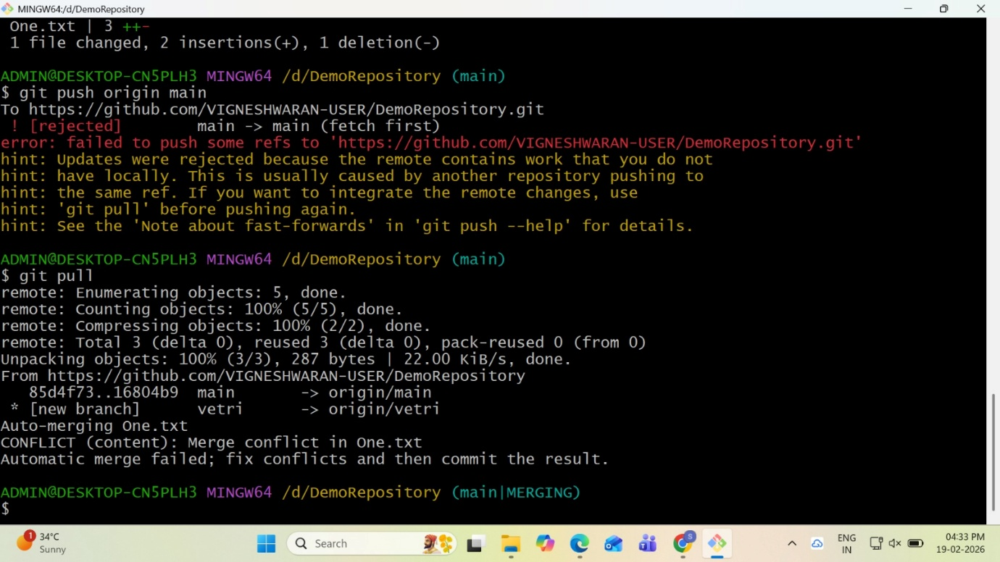 MINGW64:/d/DemoRepository
One.txt | 3 ++-
1 file changed, 2 insertions(+), 1 deletion(-)
ADMIN@DESKTOP-CN5PLH3 MINGW64 /d/DemoRepository (main)
$ git push origin main
To https://github.com/VIGNESHWARAN-USER/DemoRepository.git
! [rejected]        main -> main (fetch first)
error: failed to push some refs to 'https://github.com/VIGNESHWARAN-USER/DemoRepository.git'
hint: Updates were rejected because the remote contains work that you do not
hint: have locally. This is usually caused by another repository pushing to
hint: the same ref. If you want to integrate the remote changes, use
hint: 'git pull' before pushing again.
hint: See the 'Note about fast-forwards' in 'git push --help' for details.
ADMIN@DESKTOP-CN5PLH3 MINGW64 /d/DemoRepository (main)
$ git pull
remote: Enumerating objects: 5, done.
remote: Counting objects: 100% (5/5), done.
remote: Compressing objects: 100% (2/2), done.
remote: Total 3 (delta 0), reused 3 (delta 0), pack-reused 0 (from 0)
Unpacking objects: 100% (3/3), 287 bytes | 22.00 KiB/s, done.
From https://github.com/VIGNESHWARAN-USER/DemoRepository
   85d4f73..16804b9  main       -> origin/main
 * [new branch]      vetri      -> origin/vetri
Auto-merging One.txt
CONFLICT (content): Merge conflict in One.txt
Automatic merge failed; fix conflicts and then commit the result.
ADMIN@DESKTOP-CN5PLH3 MINGW64 /d/DemoRepository (main|MERGING)
$
1
34°C
Sunny
Search
S
ENG
IN
04:33 PM
19-02-2026